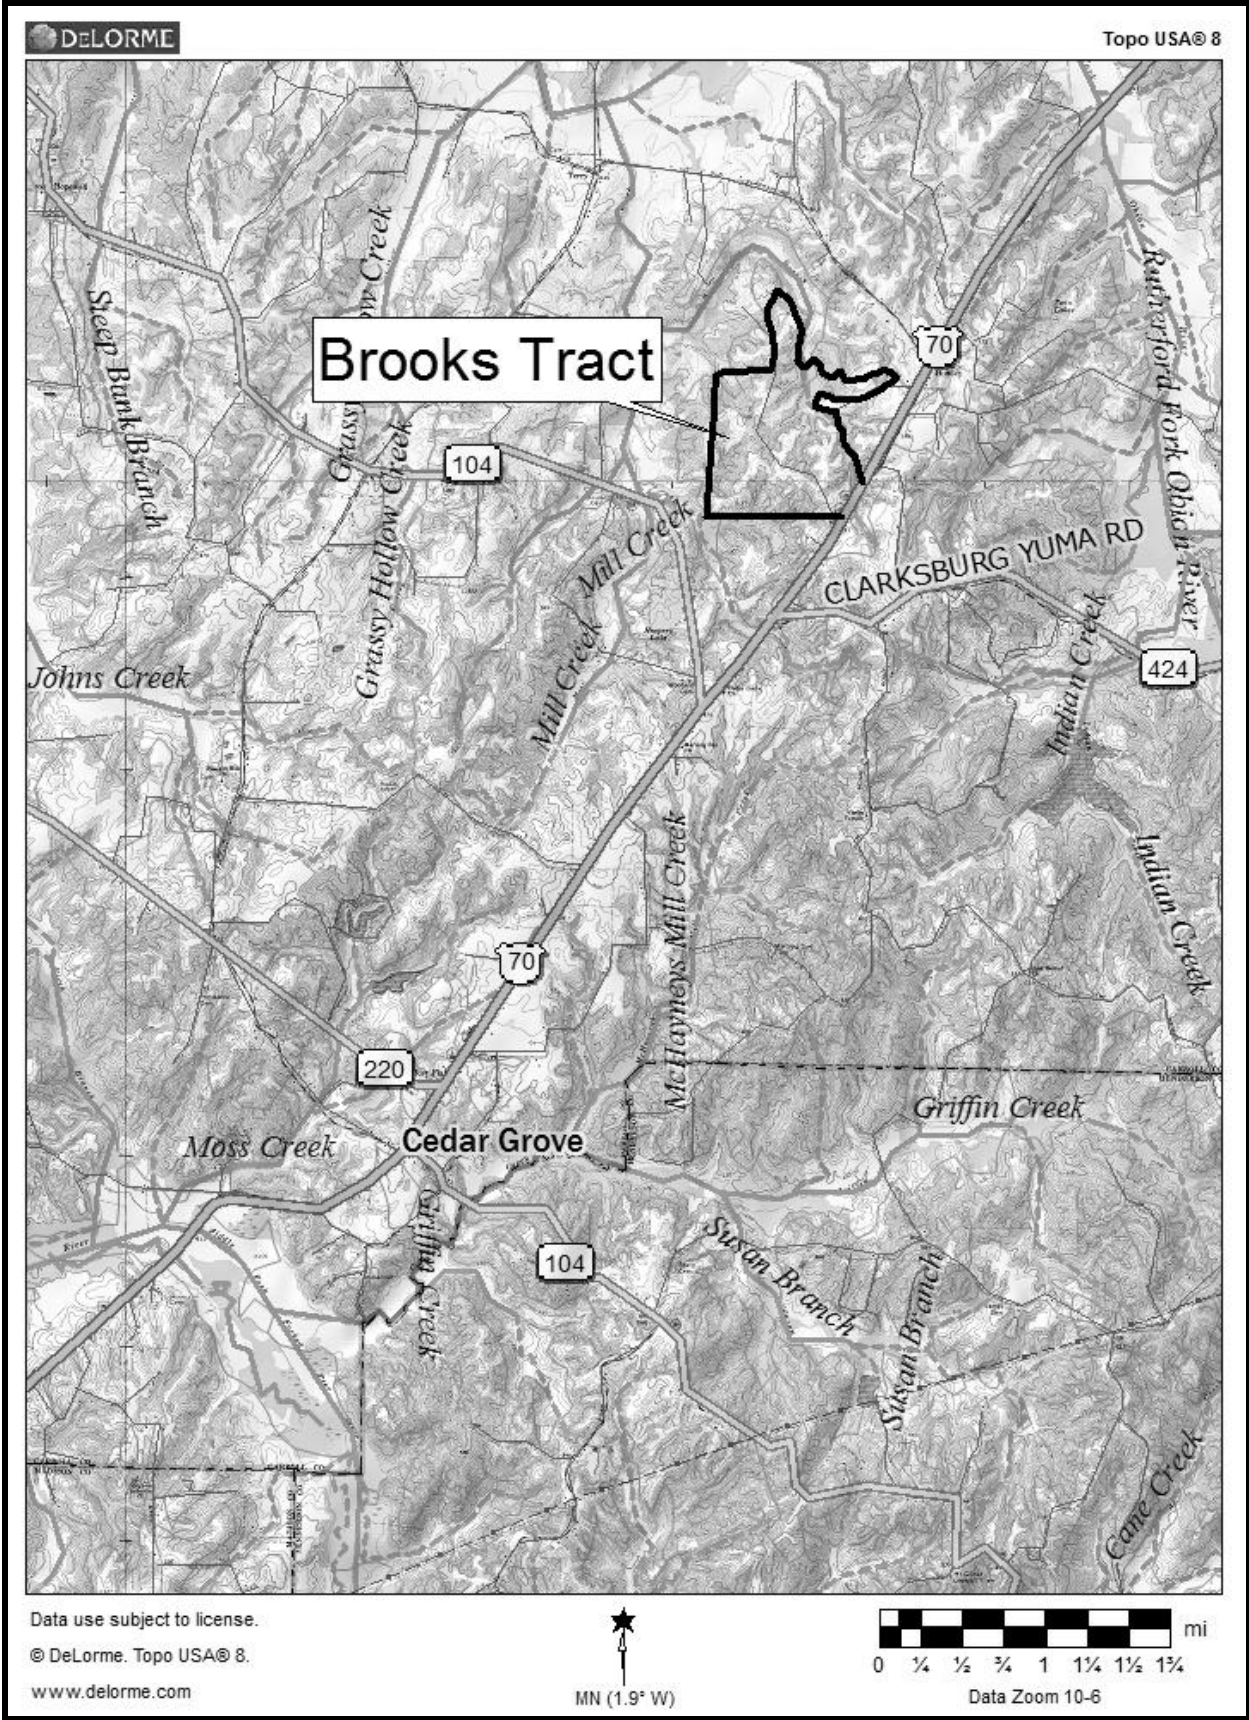 DELORME
Topo USA® 8
Grassy Hollow Creek
Steep Bank Branch
Rutherford Fork Obion River
70
Brooks Tract
104
Grassy Hollow Creek
Mill Creek
CLARKSBURG YUMA RD
Indian Creek
424
Johns Creek
Mill Creek
Indian Creek
McHayneys Mill Creek
70
220
Griffin Creek
Moss Creek
Cedar Grove
Griffin Creek
Susan Branch
104
Susan Branch
Cane Creek
Data use subject to license.
© DeLorme. Topo USA® 8.
www.delorme.com
MN (1.9° W)
mi
0 ¼ ½ ¾ 1 1¼ 1½ 1¾
Data Zoom 10-6